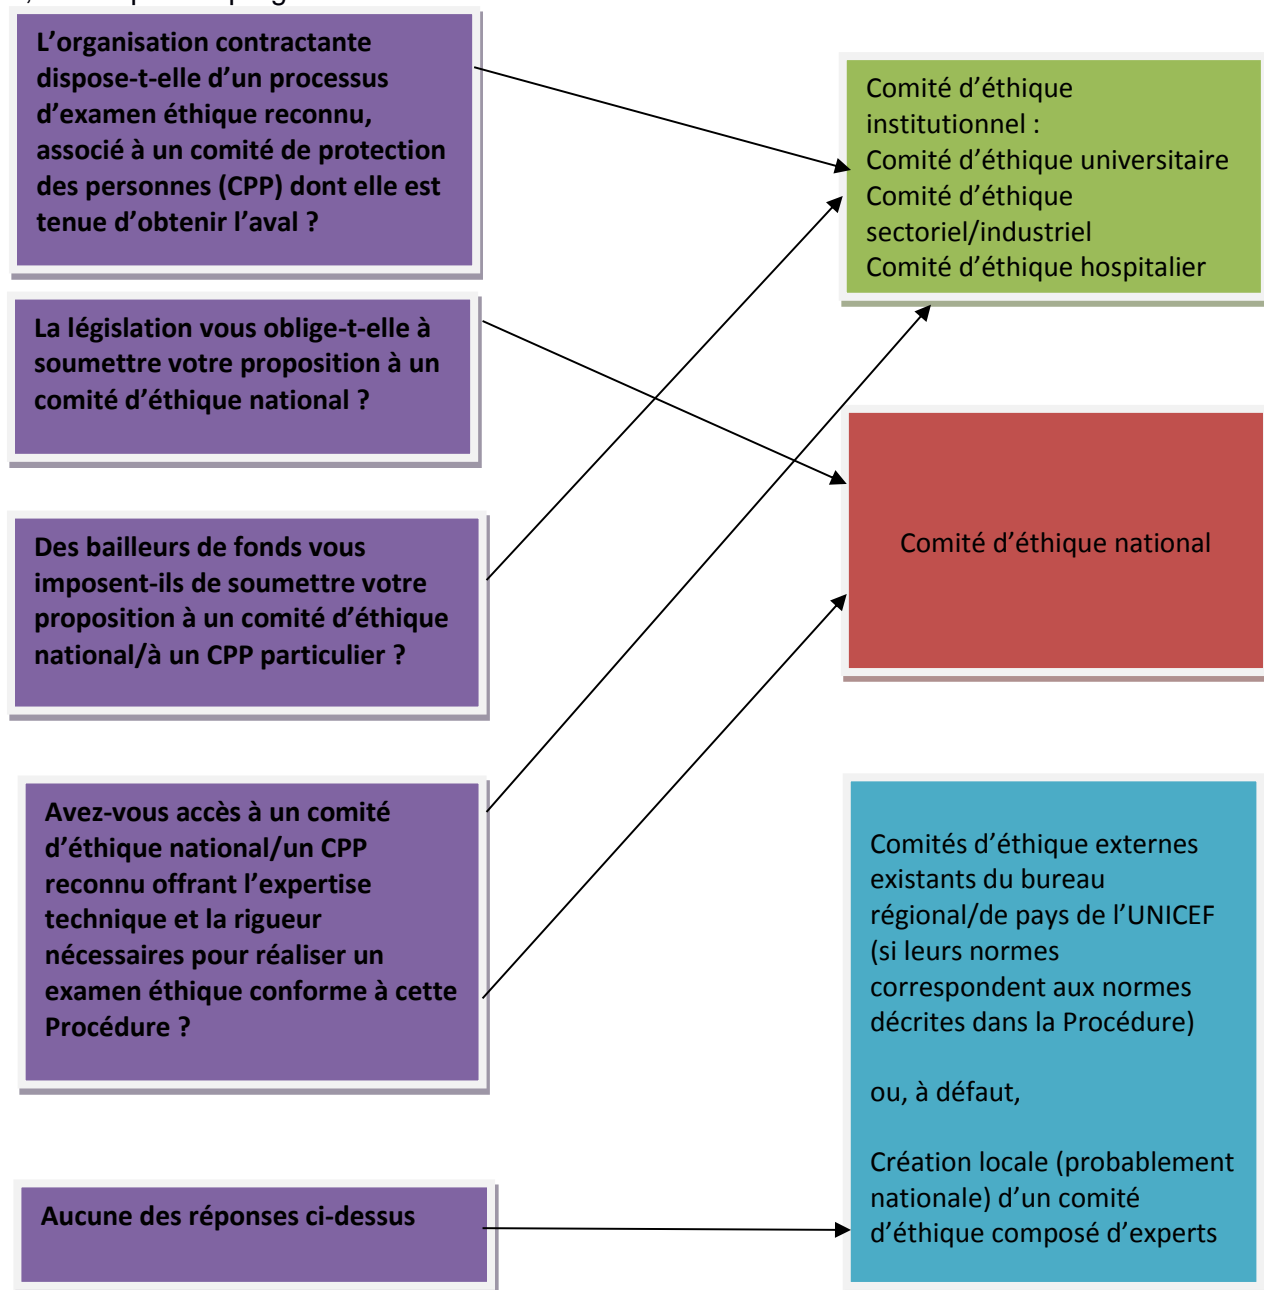 L’organisation contractante
dispose-t-elle d’un processus
d’examen éthique reconnu,
associé à un comité de protection
des personnes (CPP) dont elle est
tenue d’obtenir l’aval ?
Comité d’éthique
institutionnel :
Comité d’éthique universitaire
Comité d’éthique
sectoriel/industriel
Comité d’éthique hospitalier
La législation vous oblige-t-elle à
soumettre votre proposition à un
comité d’éthique national ?
Comité d’éthique national
Des bailleurs de fonds vous
imposent-ils de soumettre votre
proposition à un comité d’éthique
national/à un CPP particulier ?
Avez-vous accès à un comité
d’éthique national/un CPP
reconnu offrant l’expertise
technique et la rigueur
nécessaires pour réaliser un
examen éthique conforme à cette
Procédure ?
Comités d’éthique externes
existants du bureau
régional/de pays de l’UNICEF
(si leurs normes
correspondent aux normes
décrites dans la Procédure)
ou, à défaut,
Création locale (probablement
nationale) d’un comité
d’éthique composé d’experts
Aucune des réponses ci-dessus